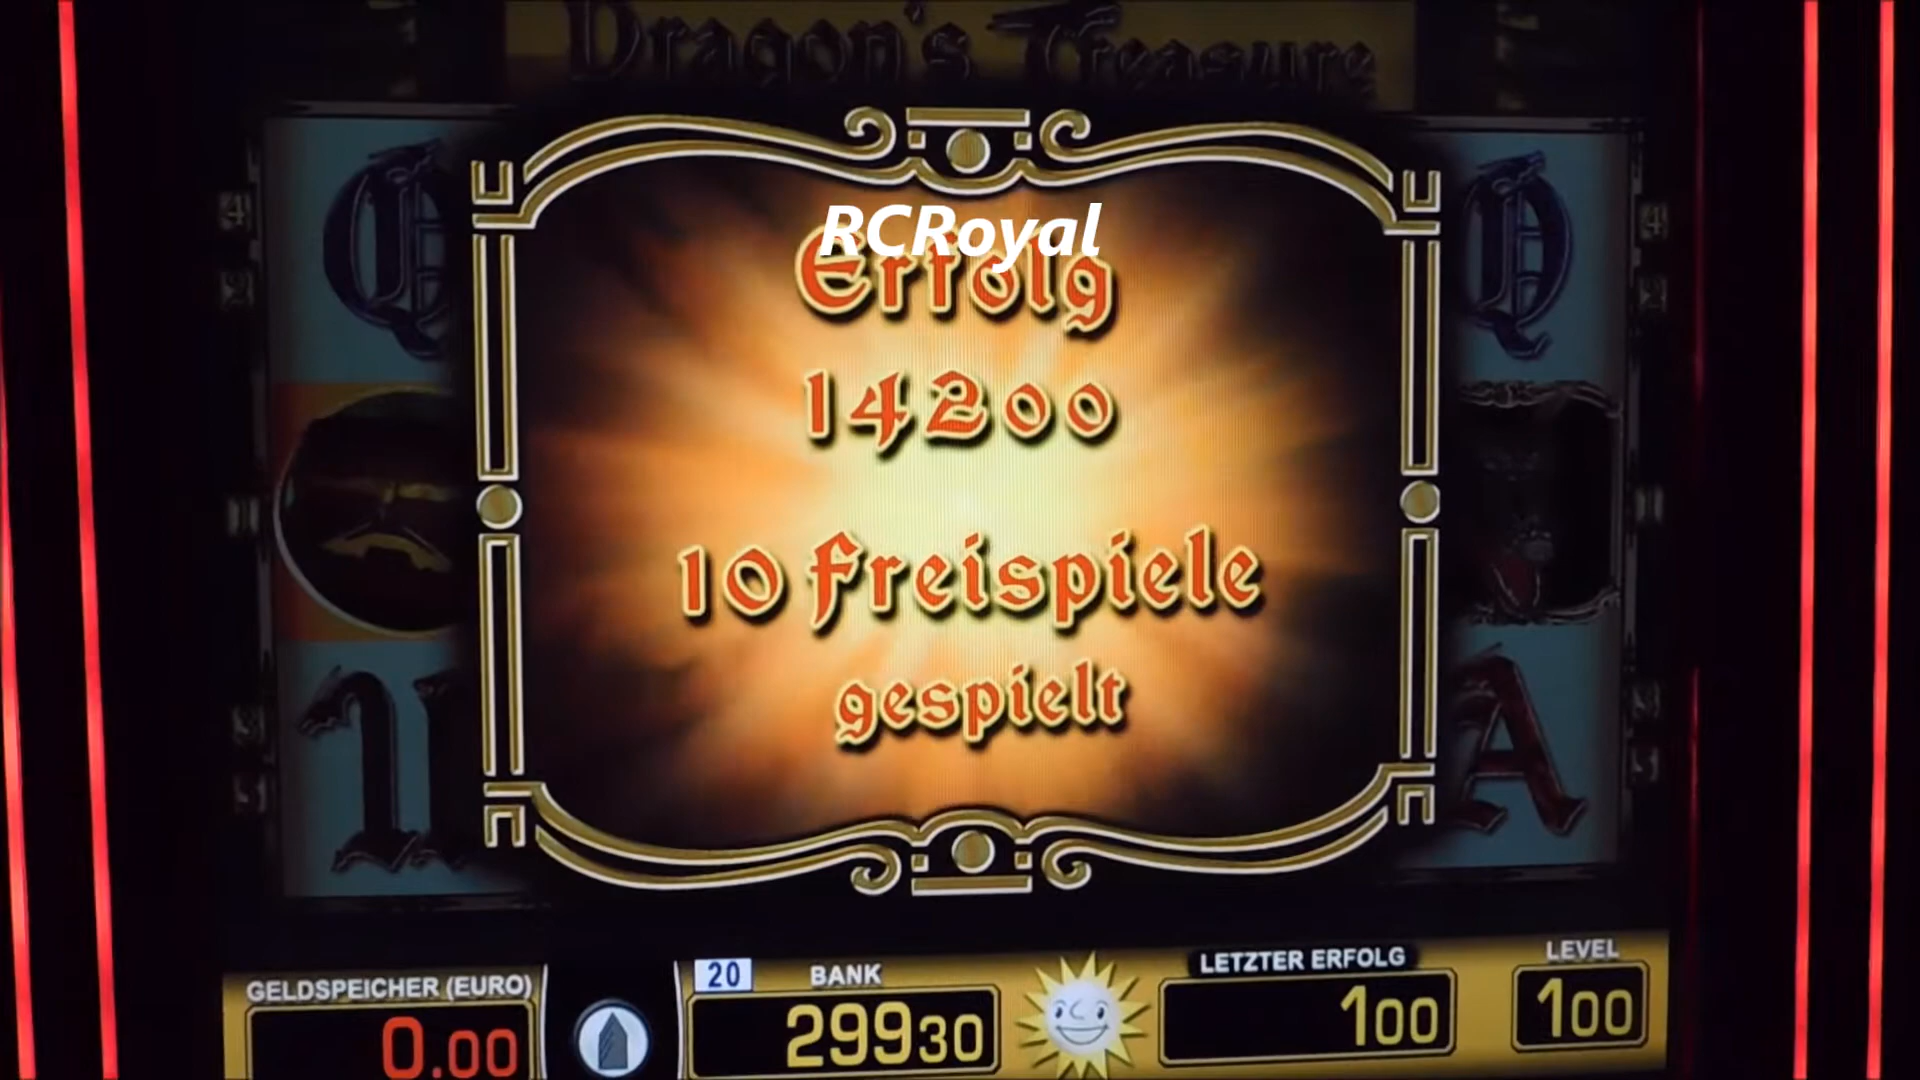 Dragon's Treasure
RCRoyal
Erfolg
14200
10 Freispiele
gespielt
Q
Q
A
GELDSPEICHER (EURO)
0.00
20
BANK
29930
LETZTER ERFOLG
100
LEVEL
100